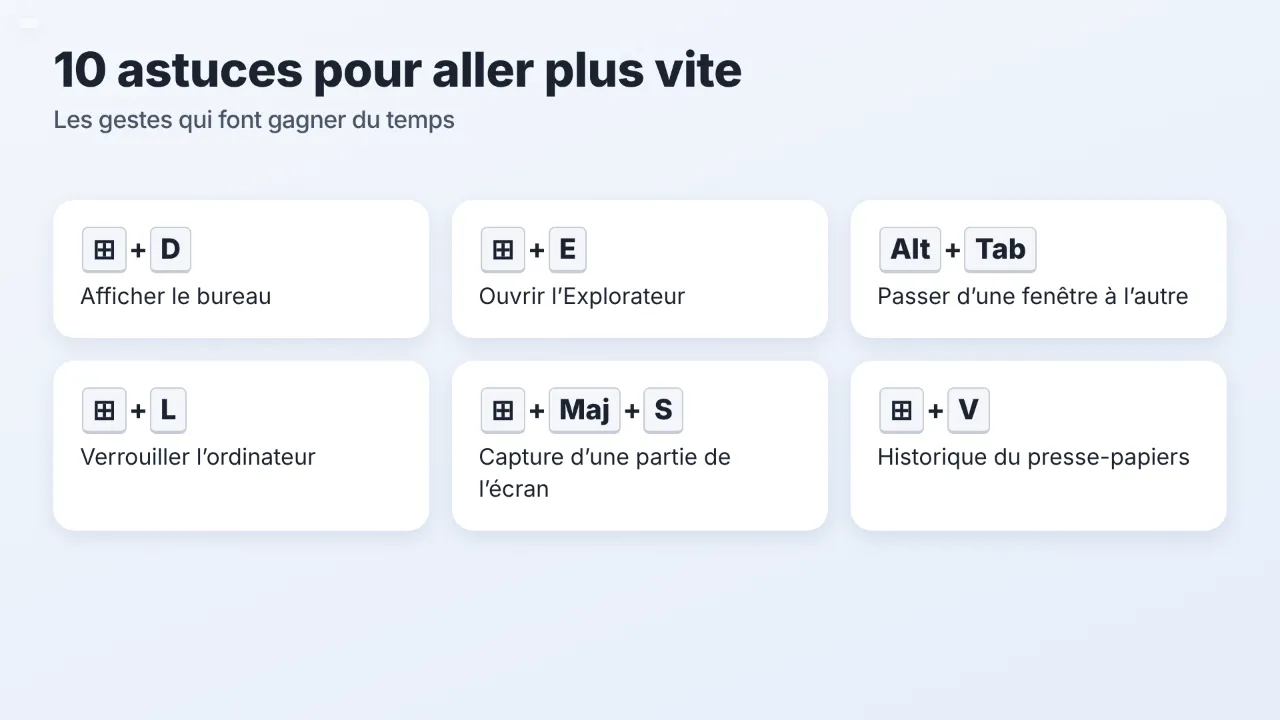 10 astuces pour aller plus vite
Les gestes qui font gagner du temps
⊞ + D
Afficher le bureau
⊞ + E
Ouvrir l’Explorateur
Alt + Tab
Passer d’une fenêtre à l’autre
⊞ + L
Verrouiller l’ordinateur
⊞ + Maj + S
Capture d’une partie de
l’écran
⊞ + V
Historique du presse-papiers